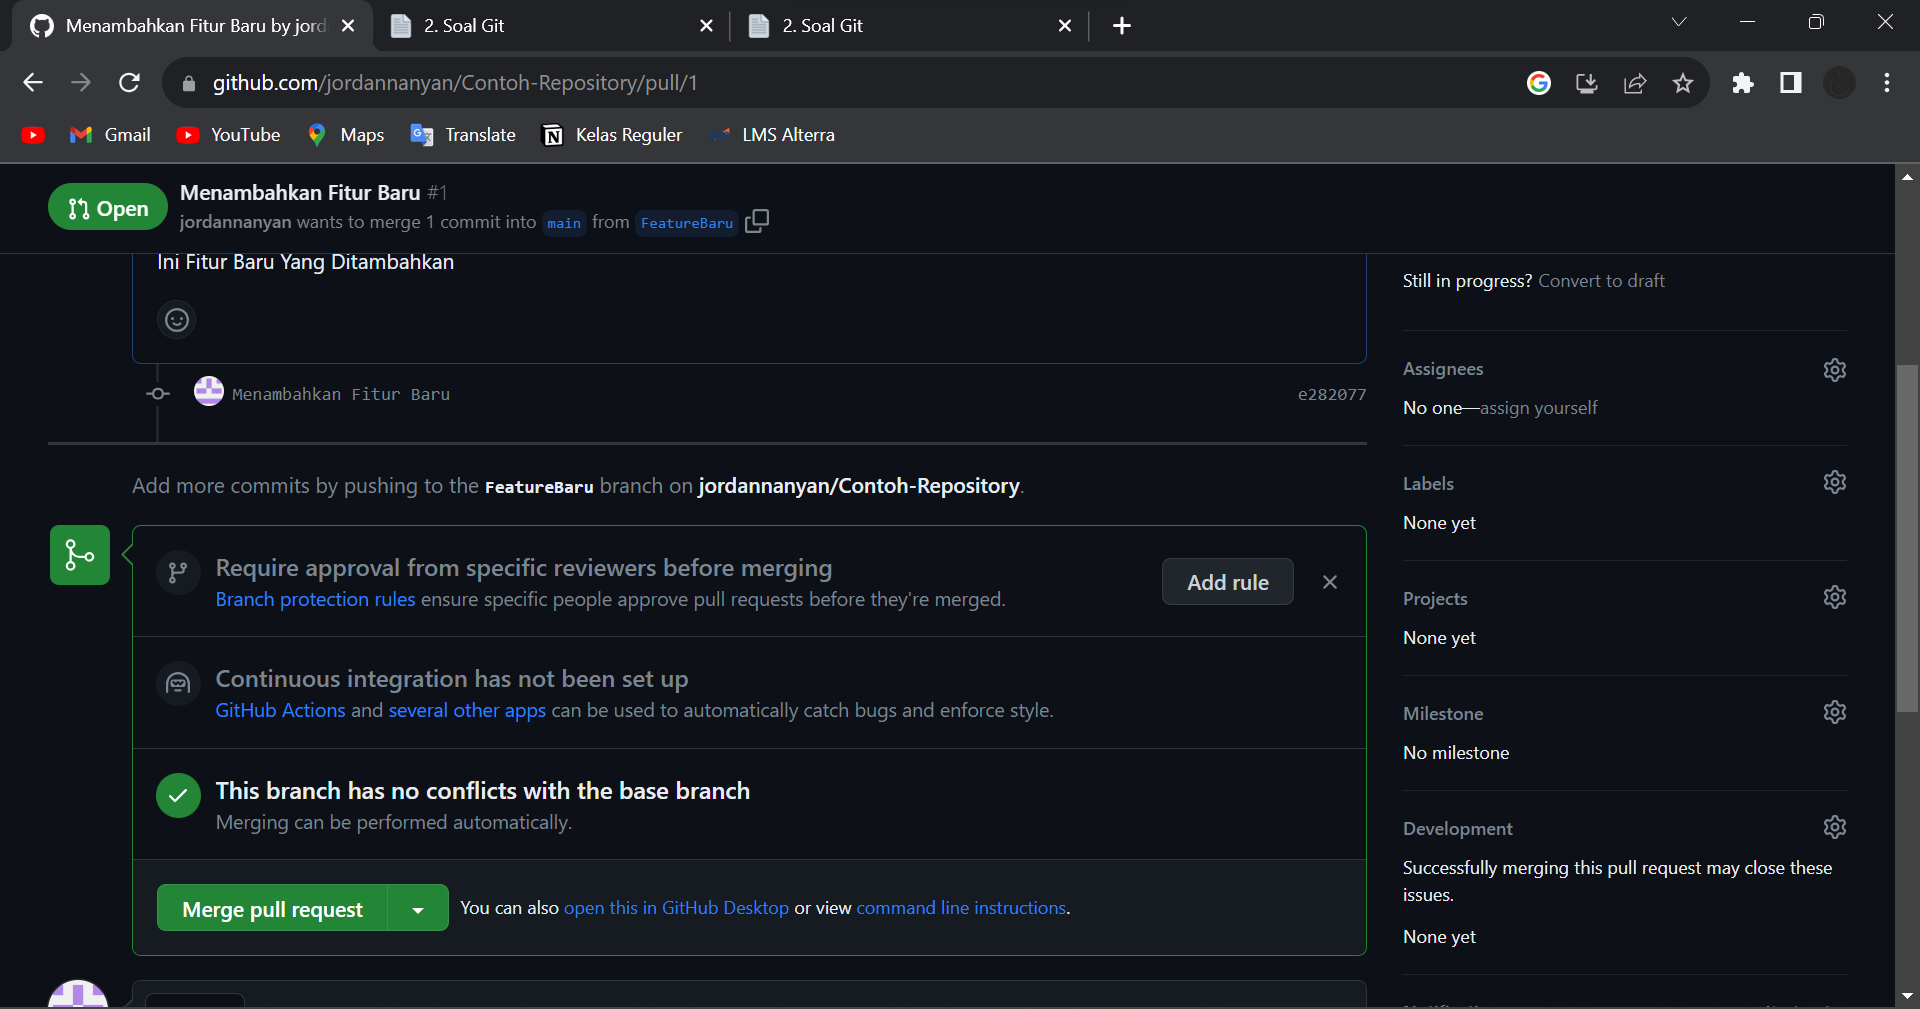 Menambahkan Fitur Baru by jord
2. Soal Git
2. Soal Git
github.com/jordannanyan/Contoh-Repository/pull/1
Gmail
YouTube
Maps
Translate
Kelas Reguler
LMS Alterra
Open
Menambahkan Fitur Baru #1
jordannanyan wants to merge 1 commit into main from FeatureBaru
Ini Fitur Baru Yang Ditambahkan
Menambahkan Fitur Baru
e282077
Add more commits by pushing to the FeatureBaru branch on jordannanyan/Contoh-Repository.
Require approval from specific reviewers before merging
Branch protection rules ensure specific people approve pull requests before they're merged.
Add rule
Continuous integration has not been set up
GitHub Actions and several other apps can be used to automatically catch bugs and enforce style.
This branch has no conflicts with the base branch
Merging can be performed automatically.
Merge pull request
You can also open this in GitHub Desktop or view command line instructions.
Still in progress? Convert to draft
Assignees
No one—assign yourself
Labels
None yet
Projects
None yet
Milestone
No milestone
Development
Successfully merging this pull request may close these
issues.
None yet